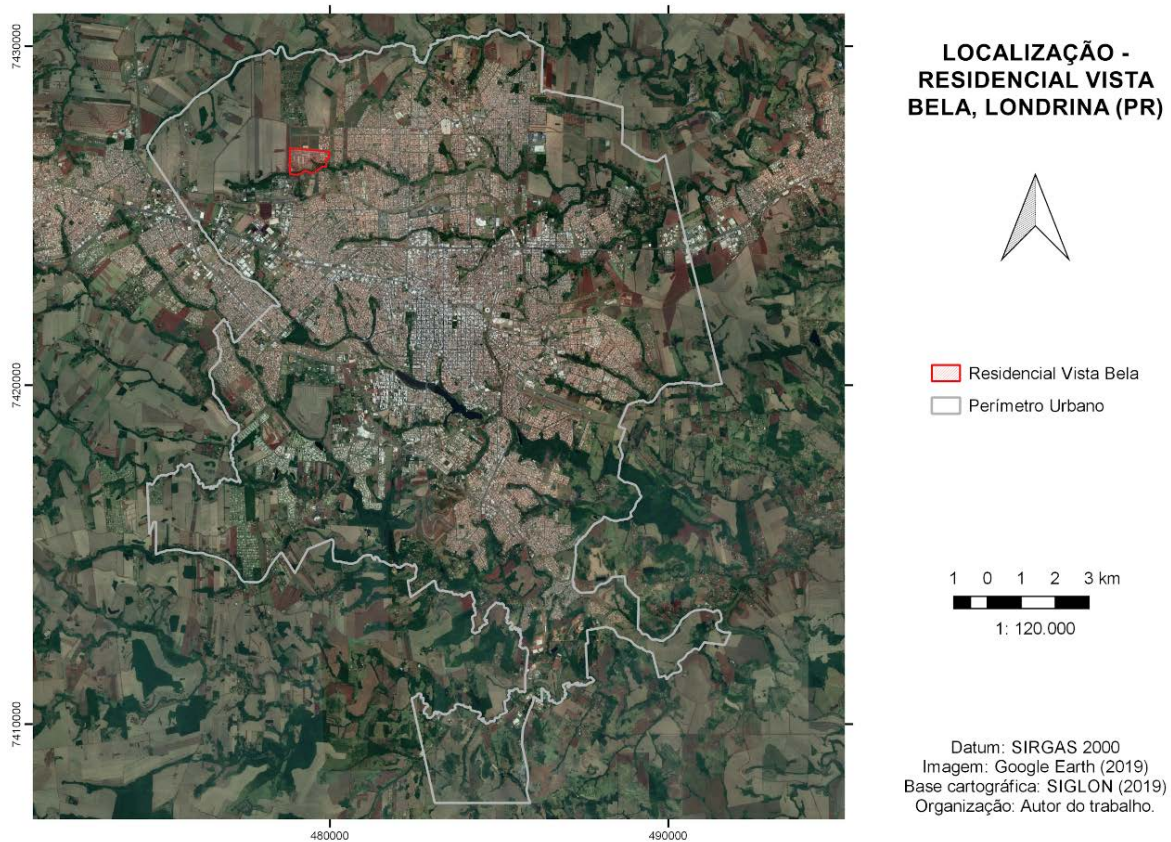 LOCALIZAÇÃO -
RESIDENCIAL VISTA
BELA, LONDRINA (PR)
7430000
7420000
7410000
480000
490000
Residencial Vista Bela
Perímetro Urbano
1 0 1 2 3 km
1: 120.000
Datum: SIRGAS 2000
Imagem: Google Earth (2019)
Base cartográfica: SIGLON (2019)
Organização: Autor do trabalho.